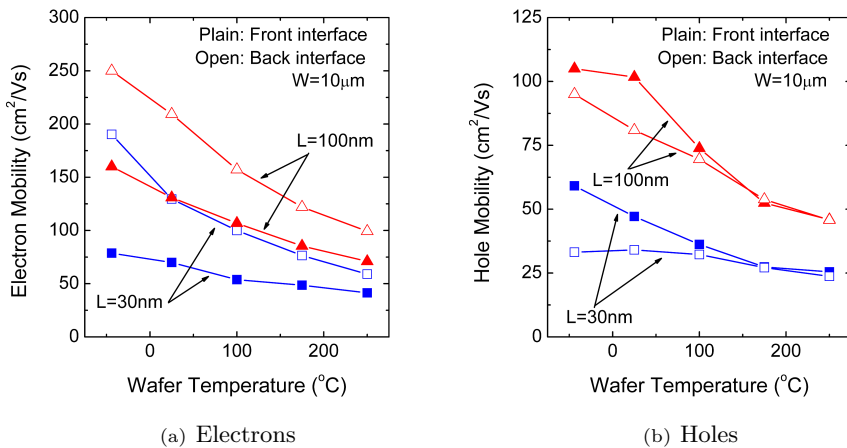 Plain: Front interface
Open: Back interface
W=10μm
L=100nm
L=30nm
300
250
200
150
100
50
0
Electron Mobility (cm²/Vs)
0 100 200
Wafer Temperature (°C)
(a) Electrons
Plain: Front interface
Open: Back interface
W=10μm
L=100nm
L=30nm
125
100
75
50
25
0
Hole Mobility (cm²/Vs)
0 100 200
Wafer Temperature (°C)
(b) Holes